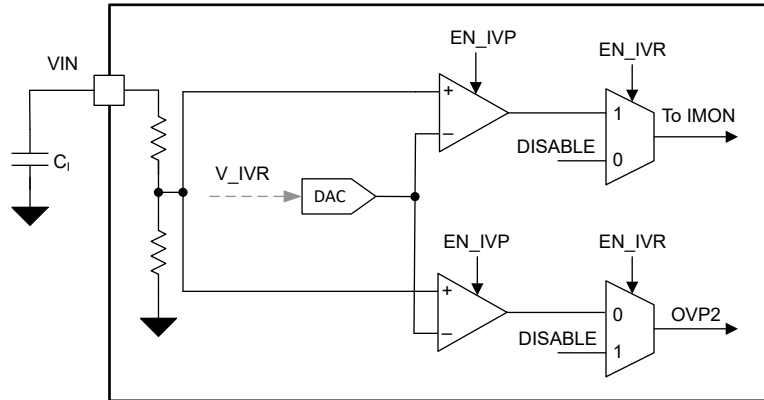 EN_IVP
EN_IVR
VIN
+
1
To IMON
−
DISABLE
0
C_I
V_IVR
DAC
EN_IVP
EN_IVR
+
0
OVP2
−
DISABLE
1